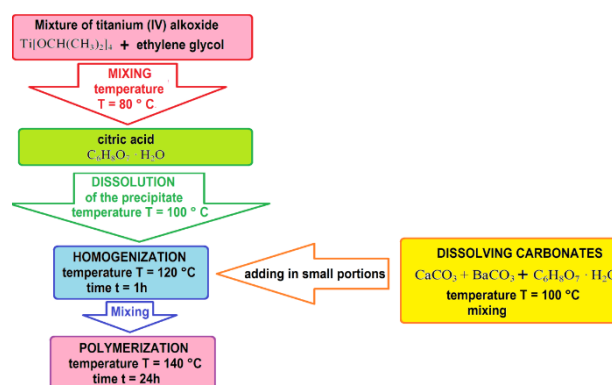 Mixture of titanium (IV) alkoxide
Ti[OCH(CH₃)₂]₄ + ethylene glycol
MIXING
temperature
T = 80 ° C
citric acid
C₆H₈O₇ · H₂O
DISSOLUTION
of the precipitate
temperature T = 100 ° C
HOMOGENIZATION
temperature T = 120 °C
time t = 1h
adding in small portions
DISSOLVING CARBONATES
CaCO₃ + BaCO₃ + C₆H₈O₇ · H₂O
temperature T = 100 °C
mixing
Mixing
POLYMERIZATION
temperature T = 140 °C
time t = 24h